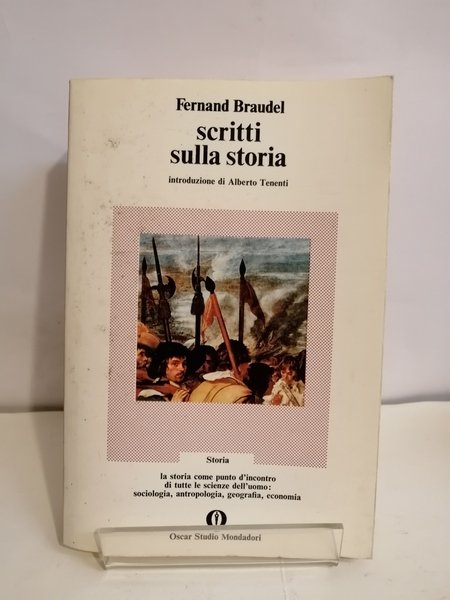 Fernand Braudel
scritti
sulla storia
introduzione di Alberto Tenenti
Storia
la storia come punto d'incontro
di tutte le scienze dell'uomo:
sociologia, antropologia, geografia, economia
Oscar Studio Mondadori